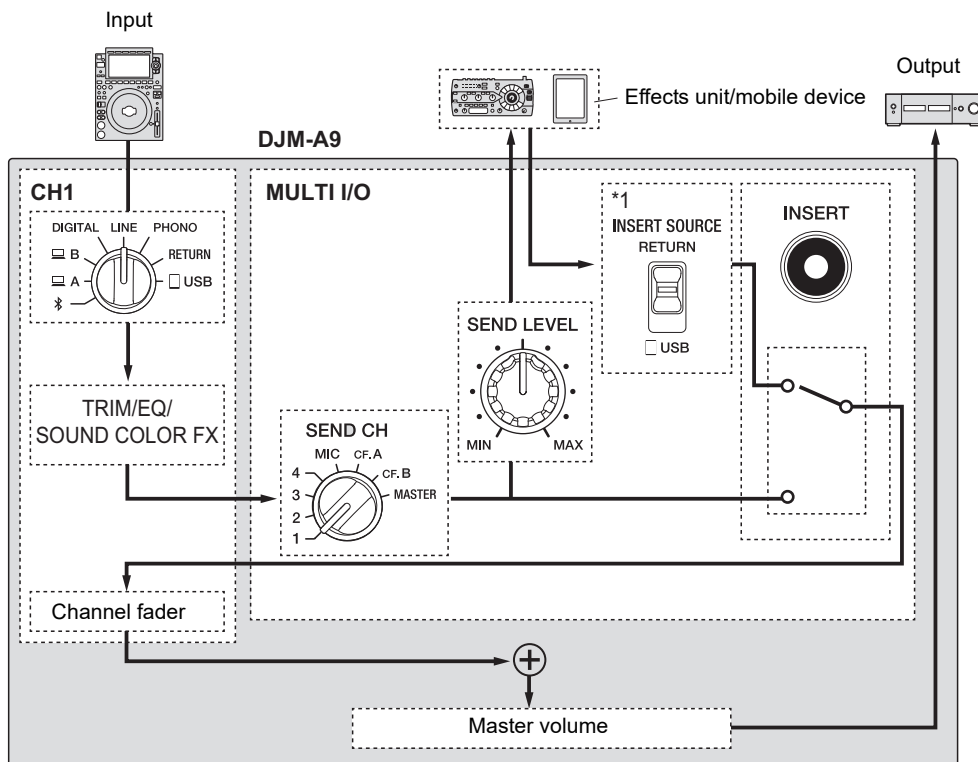 Input
Output
Effects unit/mobile device
DJM-A9
CH1
MULTI I/O
DIGITAL LINE PHONO
B RETURN
A USB
*1
INSERT SOURCE
RETURN
USB
INSERT
SEND LEVEL
MIN MAX
TRIM/EQ/
SOUND COLOR FX
SEND CH
MIC CF. A
4 CF. B
3 MASTER
2
1
Channel fader
Master volume